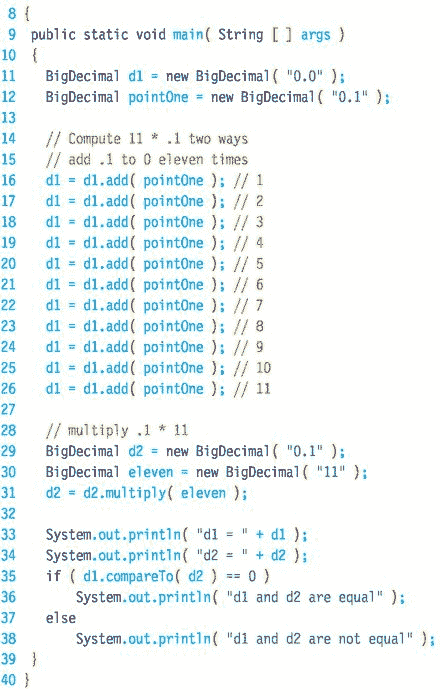 8 {
9 public static void main( String [ ] args )
10 {
11 BigDecimal d1 = new BigDecimal( "0.0" );
12 BigDecimal pointOne = new BigDecimal( "0.1" );
13
14 // Compute 11 * .1 two ways
15 // add .1 to 0 eleven times
16 d1 = d1.add( pointOne ); // 1
17 d1 = d1.add( pointOne ); // 2
18 d1 = d1.add( pointOne ); // 3
19 d1 = d1.add( pointOne ); // 4
20 d1 = d1.add( pointOne ); // 5
21 d1 = d1.add( pointOne ); // 6
22 d1 = d1.add( pointOne ); // 7
23 d1 = d1.add( pointOne ); // 8
24 d1 = d1.add( pointOne ); // 9
25 d1 = d1.add( pointOne ); // 10
26 d1 = d1.add( pointOne ); // 11
27
28 // multiply .1 * 11
29 BigDecimal d2 = new BigDecimal( "0.1" );
30 BigDecimal eleven = new BigDecimal( "11" );
31 d2 = d2.multiply( eleven );
32
33 System.out.println( "d1 = " + d1 );
34 System.out.println( "d2 = " + d2 );
35 if ( d1.compareTo( d2 ) == 0 )
36 System.out.println( "d1 and d2 are equal" );
37 else
38 System.out.println( "d1 and d2 are not equal" );
39 }
40 }